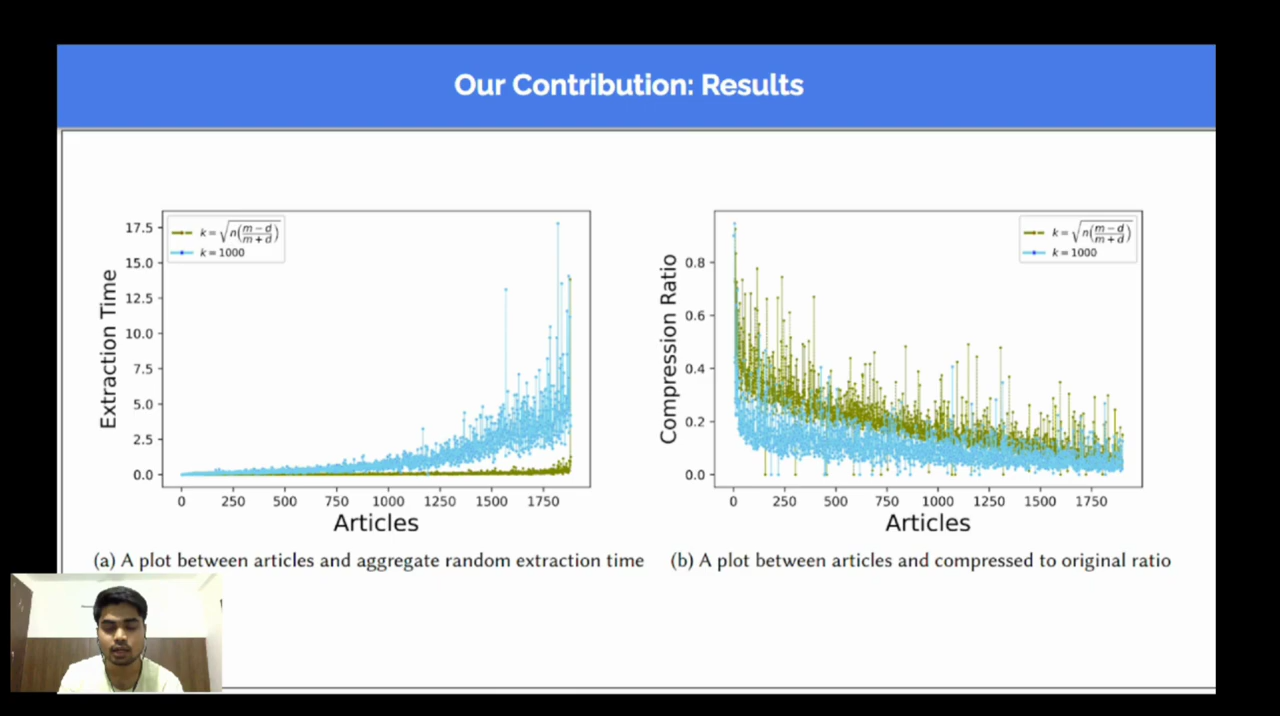 Our Contribution: Results
k = √n(m − d / m + d)
k = 1000
17.5
15.0
12.5
10.0
7.5
5.0
2.5
0.0
Extraction Time
0 250 500 750 1000 1250 1500 1750
Articles
k = √n(m − d / m + d)
k = 1000
0.8
0.6
0.4
0.2
0.0
Compression Ratio
0 250 500 750 1000 1250 1500 1750
Articles
(a) A plot between articles and aggregate random extraction time
(b) A plot between articles and compressed to original ratio